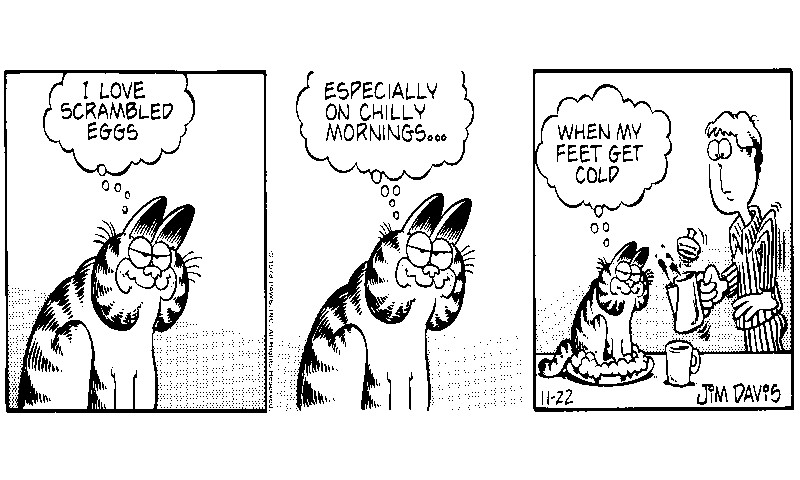 I LOVE
SCRAMBLED
EGGS
ESPECIALLY
ON CHILLY
MORNINGS...
WHEN MY
FEET GET
COLD
11-22
JIM DAVIS